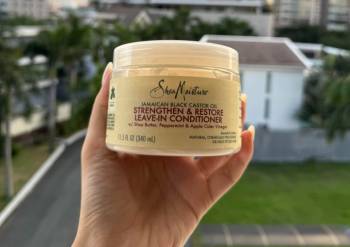 SheaMoisture
JAMAICAN BLACK CASTOR OIL
STRENGTHEN & RESTORE
LEAVE-IN CONDITIONER
w/ Shea Butter, Peppermint & Apple Cider Vinegar
11.5 FL OZ (340 mL)